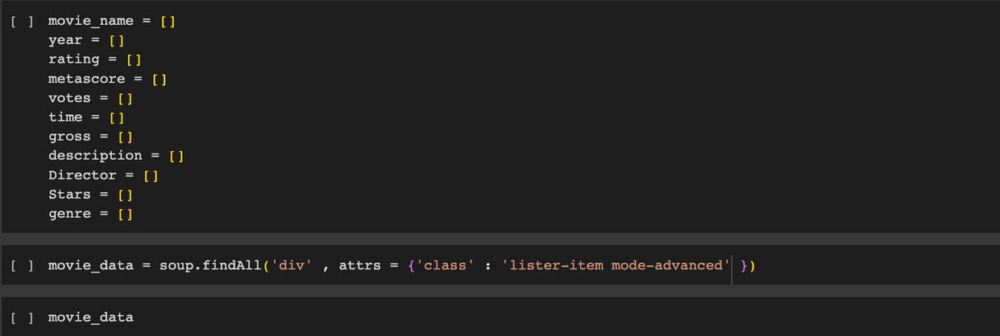 [ ] movie_name = []
year = []
rating = []
metascore = []
votes = []
time = []
gross = []
description = []
Director = []
Stars = []
genre = []
[ ] movie_data = soup.findAll('div' , attrs = {'class' : 'lister-item mode-advanced' })
[ ] movie_data